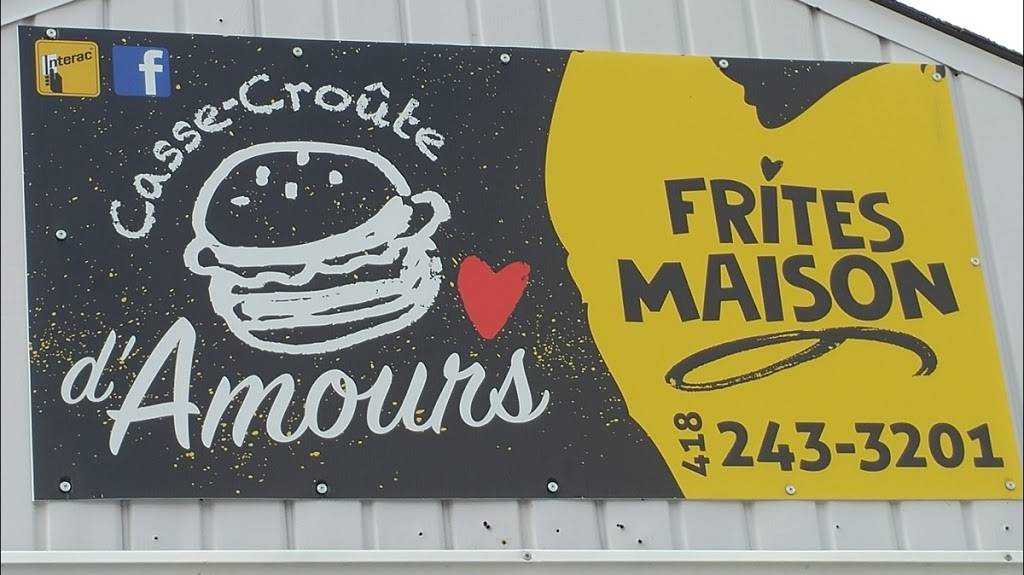 Interac
f
Casse-Croûte
d'Amours
FRITES
MAISON
418 243-3201